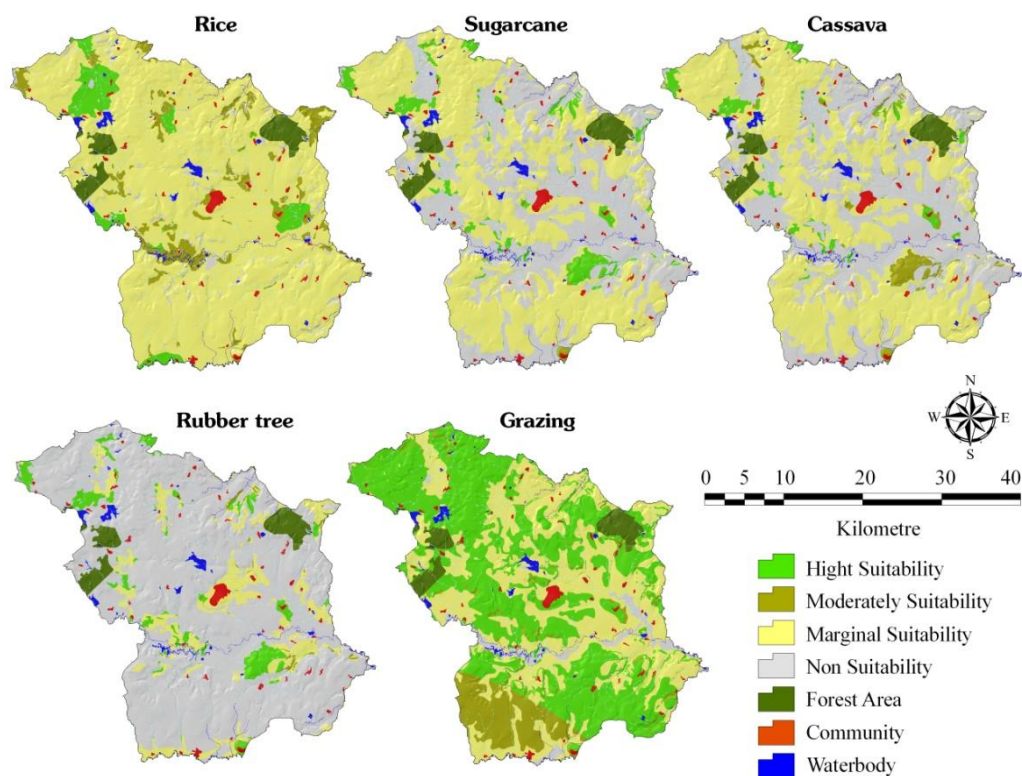 Rice
Sugarcane
Cassava
Rubber tree
Grazing
N
W
E
S
0 5 10 20 30 40
Kilometre
Hight Suitability
Moderately Suitability
Marginal Suitability
Non Suitability
Forest Area
Community
Waterbody